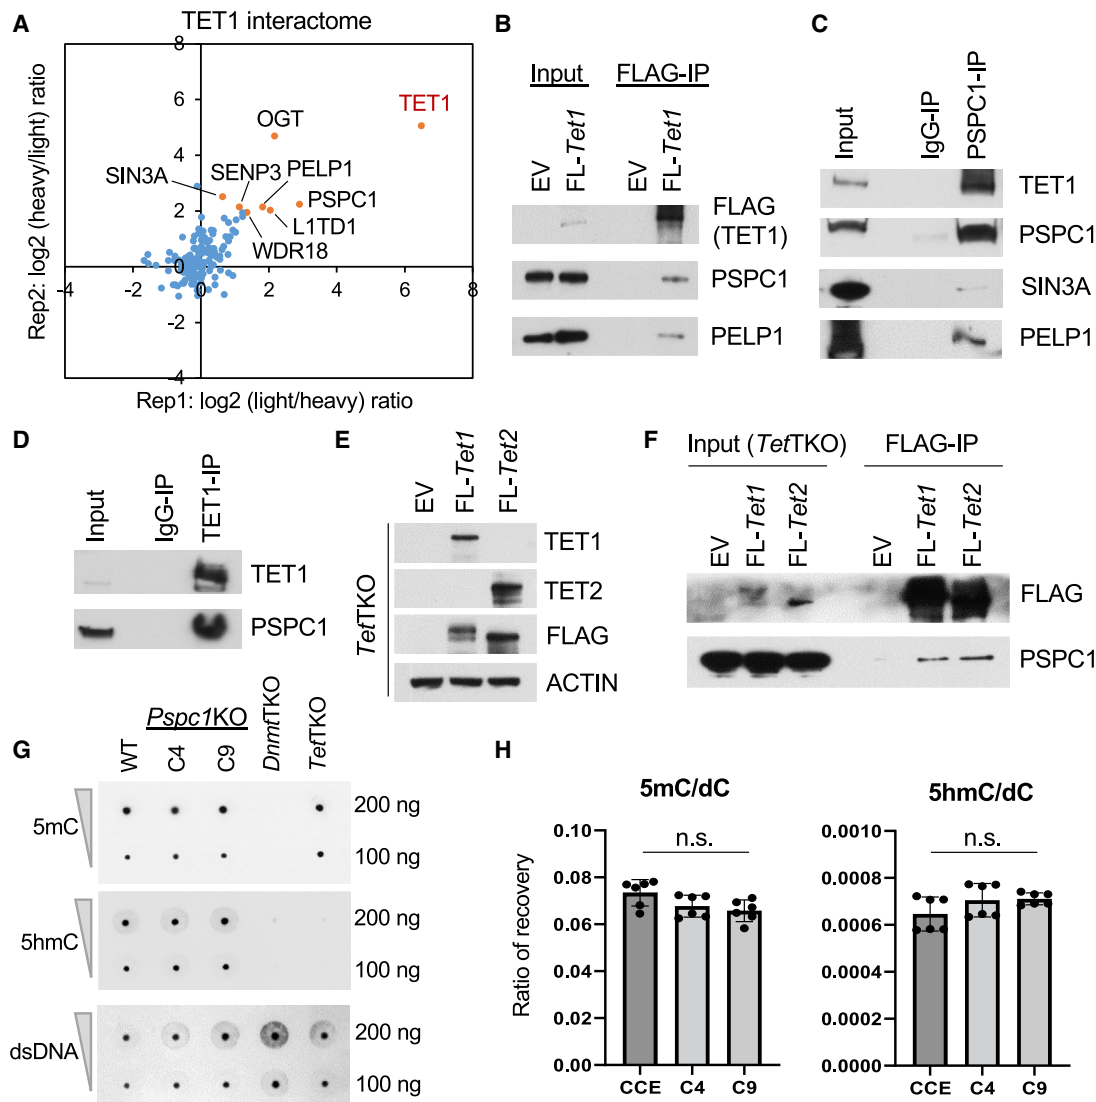 A
TET1 interactome
Rep2: log2 (heavy/light) ratio
8
6
4
2
0
-2
-4
-4
-2
0
2
4
6
8
TET1
OGT
SIN3A
SENP3
PELP1
PSPC1
L1TD1
WDR18
Rep1: log2 (light/heavy) ratio
B
Input
FLAG-IP
EV
FL-Tet1
EV
FL-Tet1
FLAG
(TET1)
PSPC1
PELP1
C
Input
IgG-IP
PSPC1-IP
TET1
PSPC1
SIN3A
PELP1
D
Input
IgG-IP
TET1-IP
TET1
PSPC1
E
EV
FL-Tet1
FL-Tet2
TetTKO
TET1
TET2
FLAG
ACTIN
F
Input (TetTKO)
FLAG-IP
EV
FL-Tet1
FL-Tet2
EV
FL-Tet1
FL-Tet2
FLAG
PSPC1
G
Pspc1KO
WT
C4
C9
DnmtTKO
TetTKO
5mC
200 ng
100 ng
5hmC
200 ng
100 ng
dsDNA
200 ng
100 ng
H
5mC/dC
n.s.
Ratio of recovery
0.10
0.08
0.06
0.04
0.02
0.00
CCE
C4
C9
5hmC/dC
n.s.
0.0010
0.0008
0.0006
0.0004
0.0002
0.0000
CCE
C4
C9